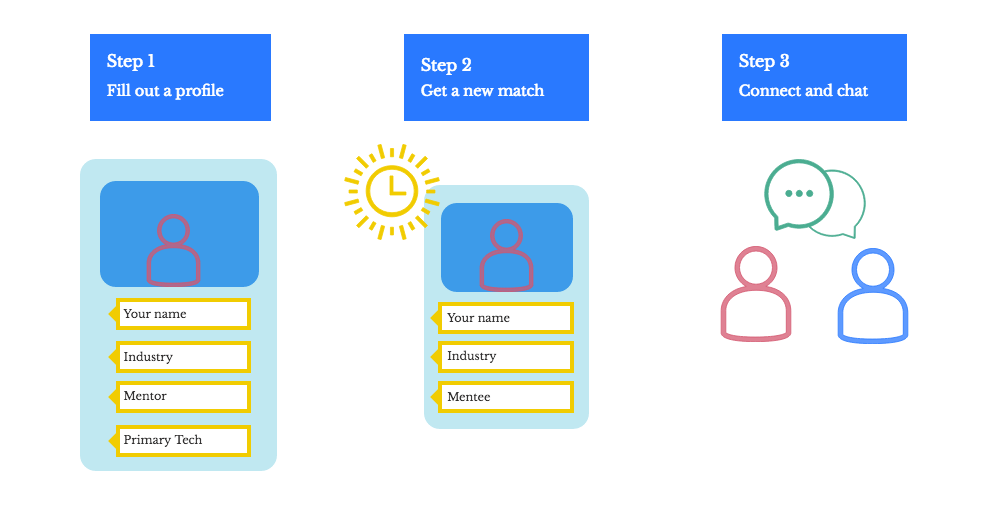 Step 1
Fill out a profile
Step 2
Get a new match
Step 3
Connect and chat
Your name
Industry
Mentor
Primary Tech
Your name
Industry
Mentee